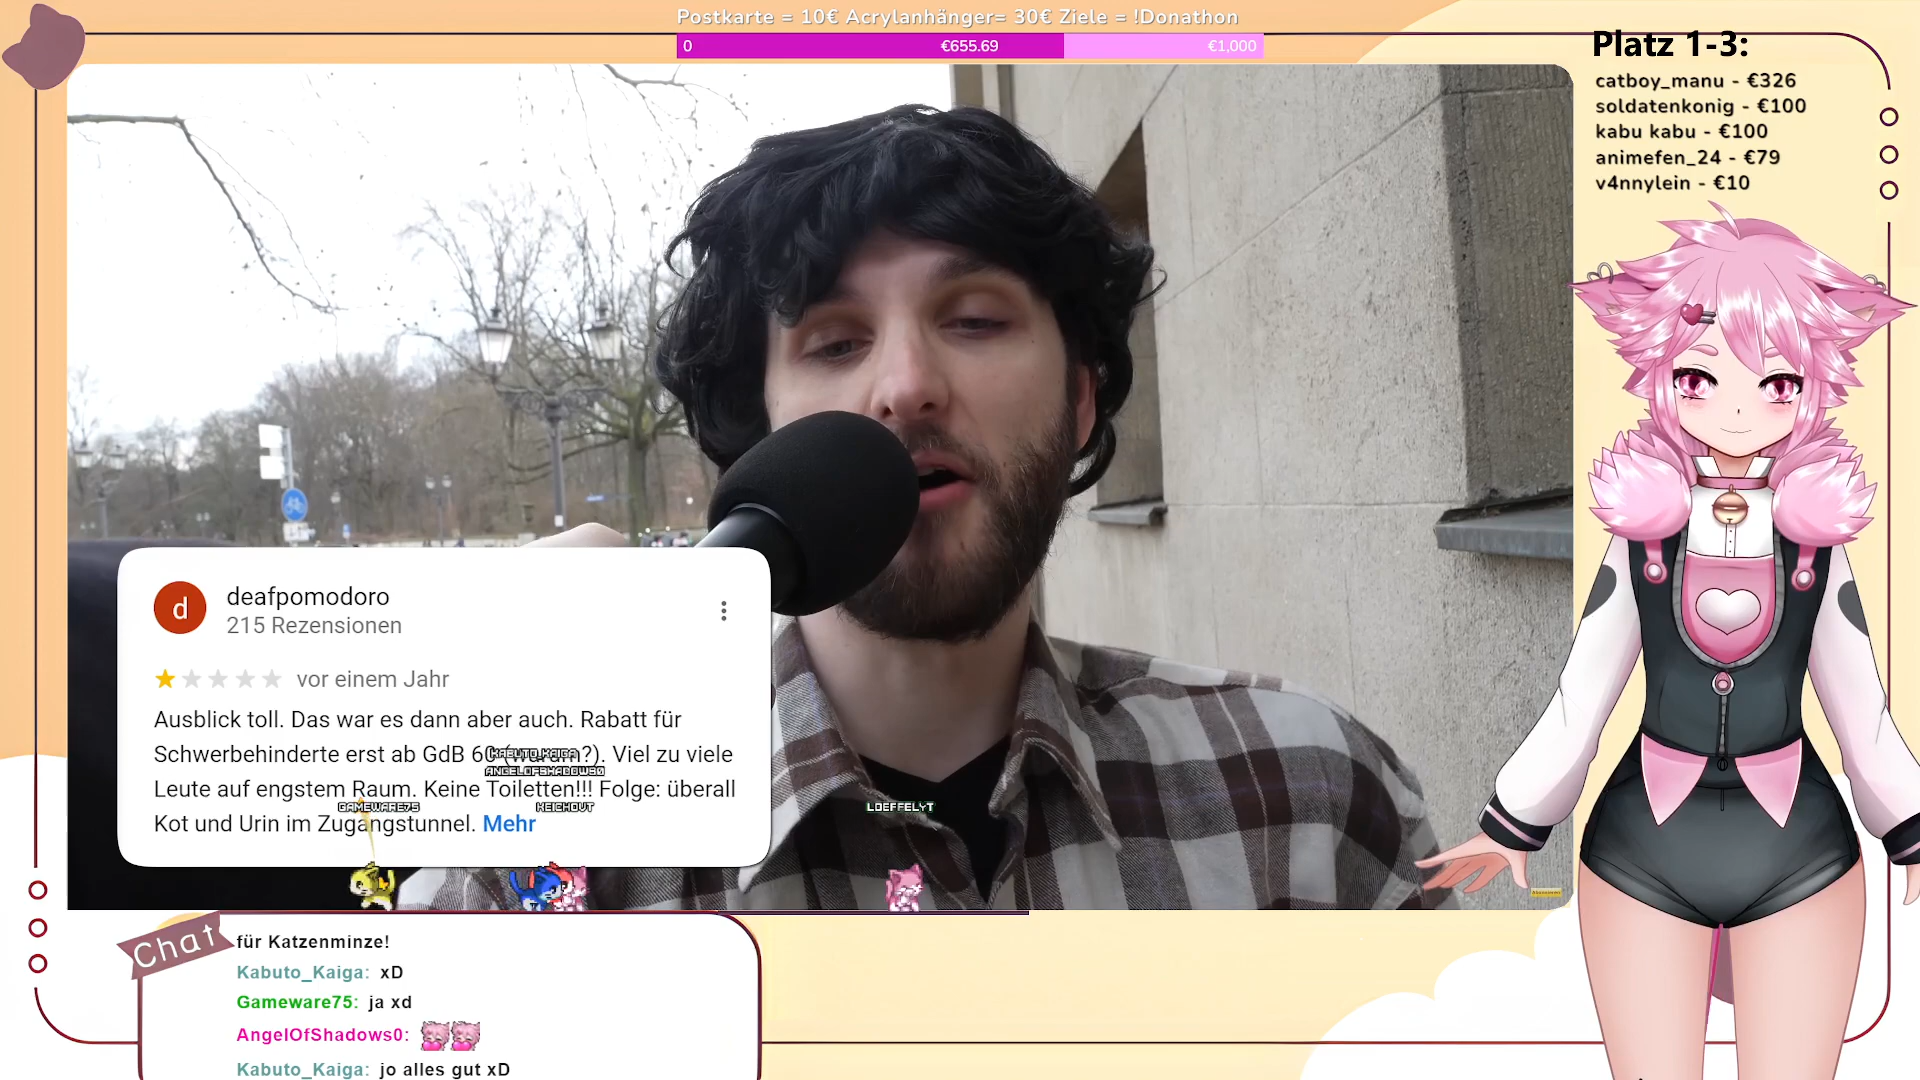 Postkarte = 10€ Acrylanhänger= 30€ Ziele = !Donathon
0 €655.69 €1,000
Platz 1-3:
catboy_manu - €326
soldatenkonig - €100
kabu kabu - €100
animefen_24 - €79
v4nnylein - €10
d
deafpomodoro
215 Rezensionen
vor einem Jahr
Ausblick toll. Das war es dann aber auch. Rabatt für
Schwerbehinderte erst ab GdB 60 (Warum?). Viel zu viele
Leute auf engstem Raum. Keine Toiletten!!! Folge: überall
Kot und Urin im Zugangstunnel. Mehr
KABUTO_KAIGA
ANGELOFSHADOWS0
GAMEWARE75
KEICHOVT
LOEFFELYT
Chat
für Katzenminze!
Kabuto_Kaiga: xD
Gameware75: ja xd
AngelOfShadows0:
Kabuto_Kaiga: jo alles gut xD